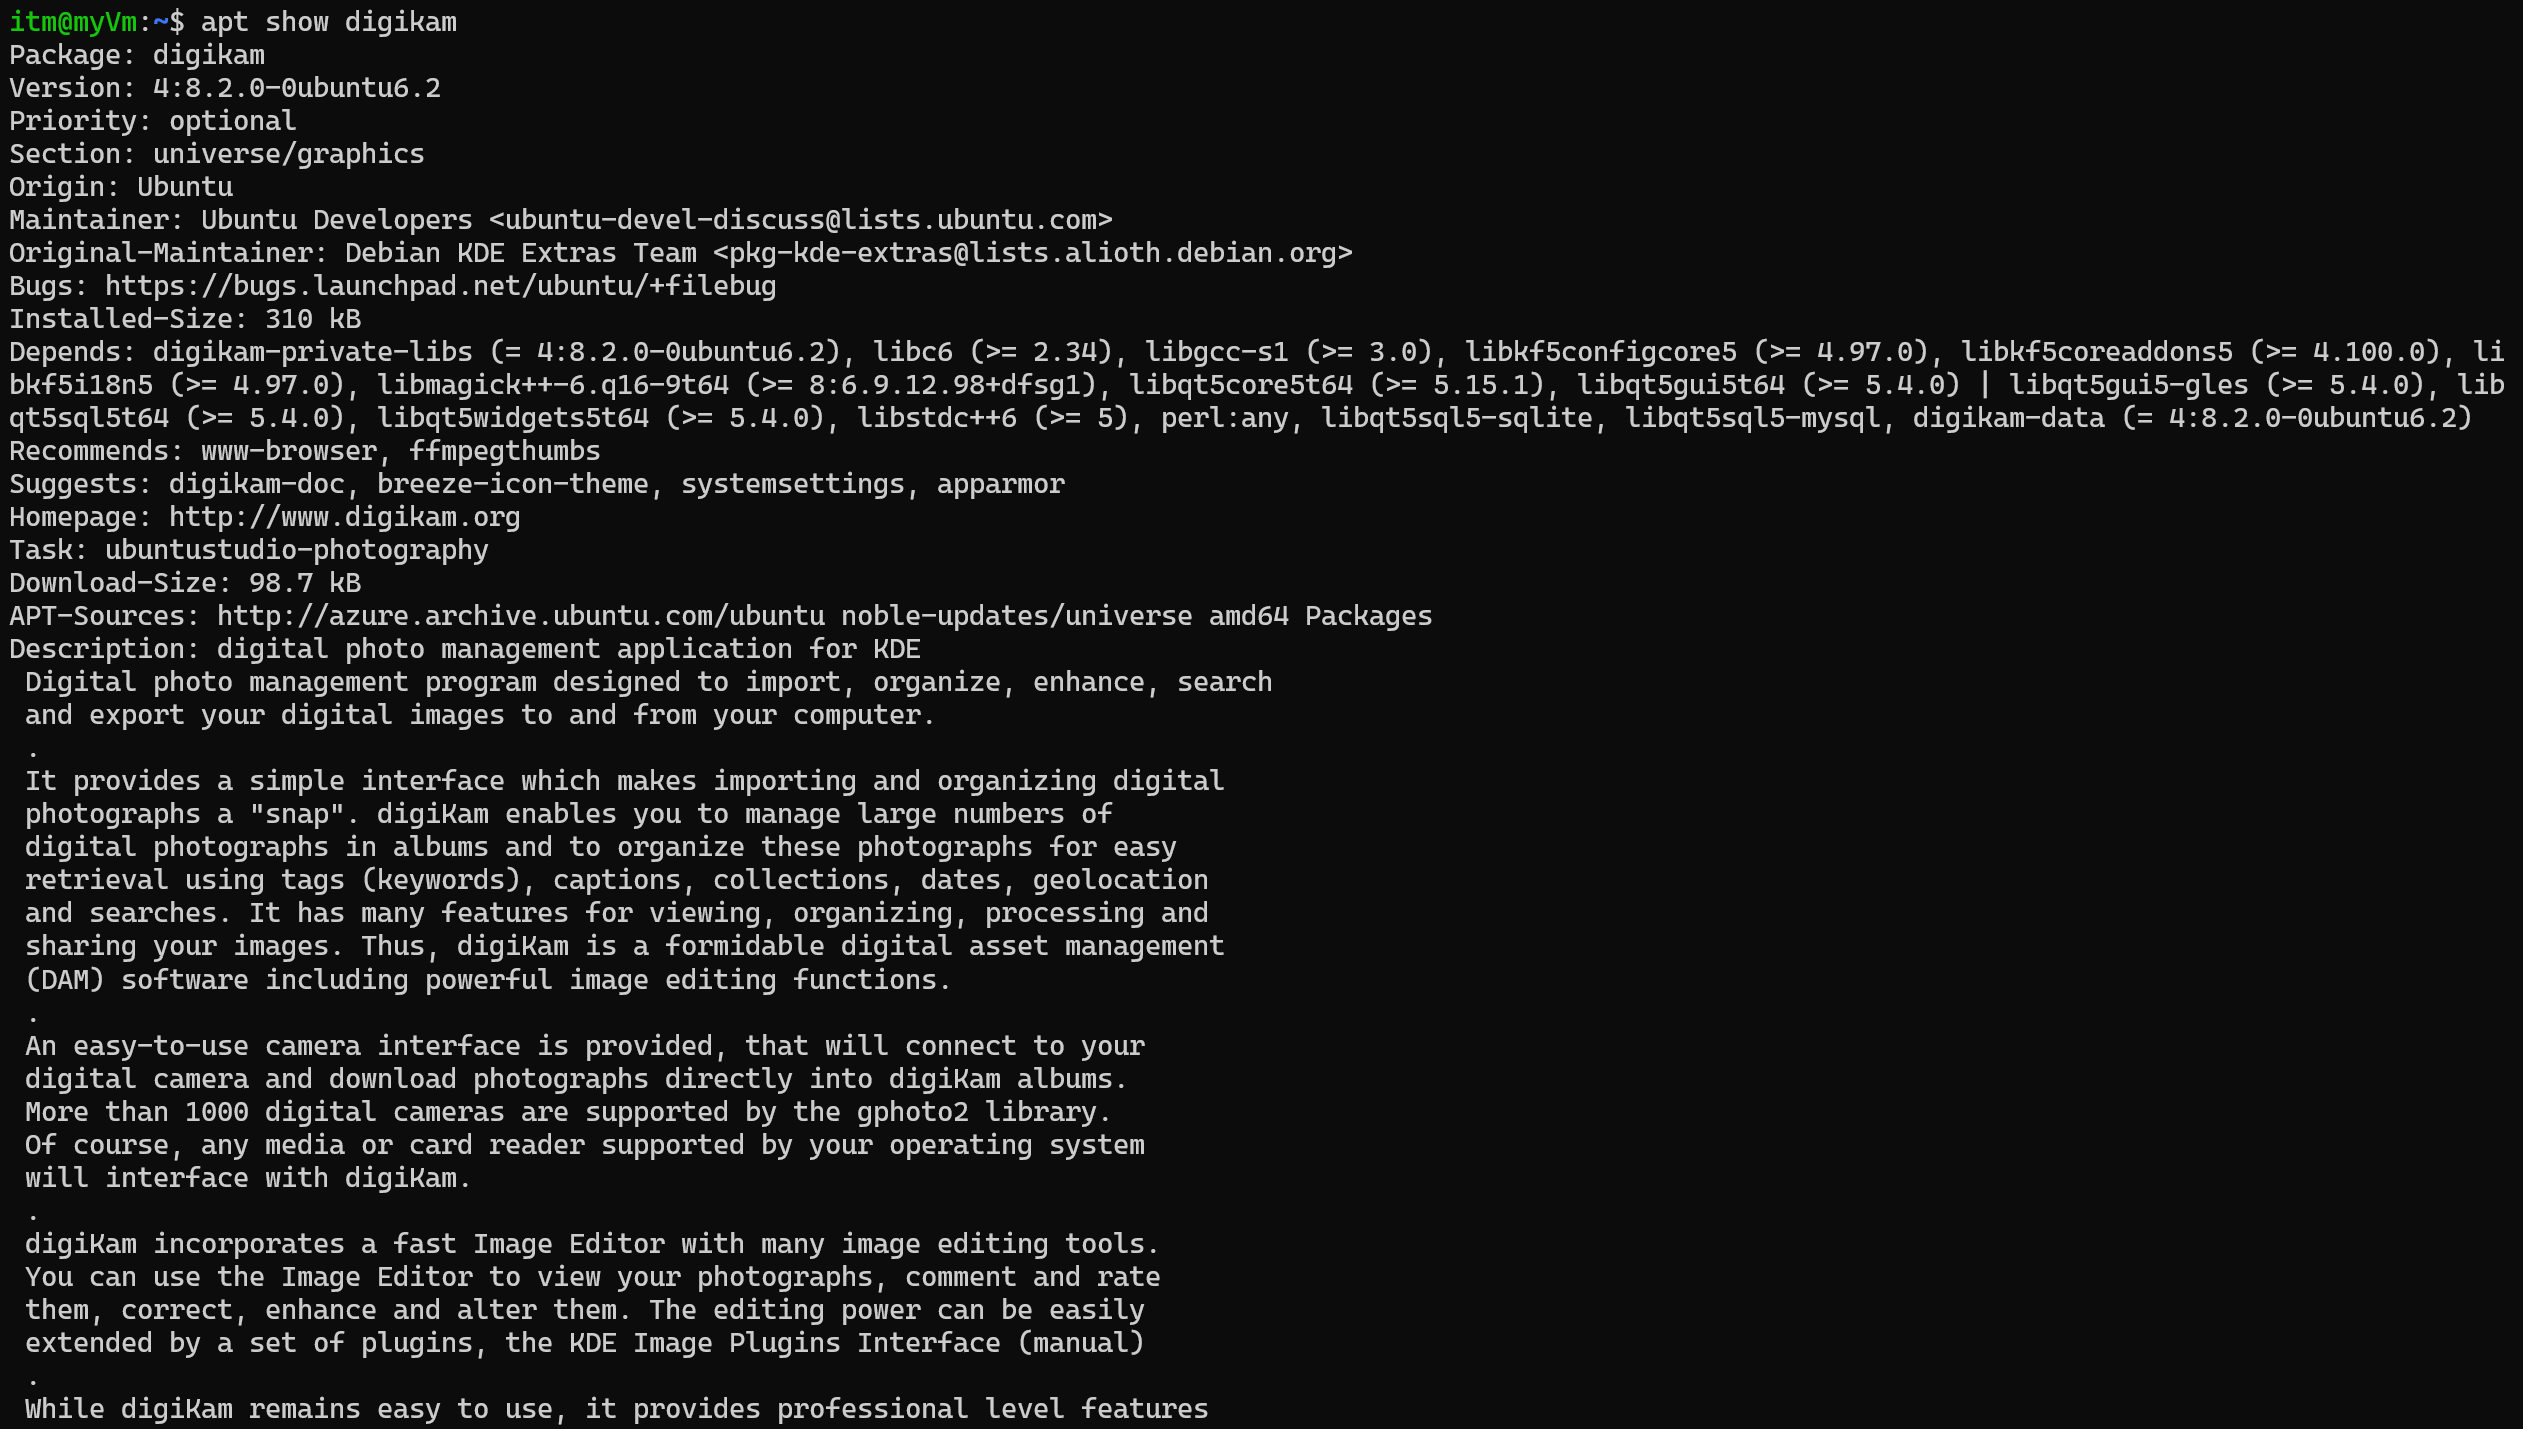 itm@myVm:~$ apt show digikam
Package: digikam
Version: 4:8.2.0-0ubuntu6.2
Priority: optional
Section: universe/graphics
Origin: Ubuntu
Maintainer: Ubuntu Developers <ubuntu-devel-discuss@lists.ubuntu.com>
Original-Maintainer: Debian KDE Extras Team <pkg-kde-extras@lists.alioth.debian.org>
Bugs: https://bugs.launchpad.net/ubuntu/+filebug
Installed-Size: 310 kB
Depends: digikam-private-libs (= 4:8.2.0-0ubuntu6.2), libc6 (>= 2.34), libgcc-s1 (>= 3.0), libkf5configcore5 (>= 4.97.0), libkf5coreaddons5 (>= 4.100.0), li
bkf5i18n5 (>= 4.97.0), libmagick++-6.q16-9t64 (>= 8:6.9.12.98+dfsg1), libqt5core5t64 (>= 5.15.1), libqt5gui5t64 (>= 5.4.0) | libqt5gui5-gles (>= 5.4.0), lib
qt5sql5t64 (>= 5.4.0), libqt5widgets5t64 (>= 5.4.0), libstdc++6 (>= 5), perl:any, libqt5sql5-sqlite, libqt5sql5-mysql, digikam-data (= 4:8.2.0-0ubuntu6.2)
Recommends: www-browser, ffmpegthumbs
Suggests: digikam-doc, breeze-icon-theme, systemsettings, apparmor
Homepage: http://www.digikam.org
Task: ubuntustudio-photography
Download-Size: 98.7 kB
APT-Sources: http://azure.archive.ubuntu.com/ubuntu noble-updates/universe amd64 Packages
Description: digital photo management application for KDE
 Digital photo management program designed to import, organize, enhance, search
 and export your digital images to and from your computer.
 .
 It provides a simple interface which makes importing and organizing digital
 photographs a "snap". digiKam enables you to manage large numbers of
 digital photographs in albums and to organize these photographs for easy
 retrieval using tags (keywords), captions, collections, dates, geolocation
 and searches. It has many features for viewing, organizing, processing and
 sharing your images. Thus, digiKam is a formidable digital asset management
 (DAM) software including powerful image editing functions.
 .
 An easy-to-use camera interface is provided, that will connect to your
 digital camera and download photographs directly into digiKam albums.
 More than 1000 digital cameras are supported by the gphoto2 library.
 Of course, any media or card reader supported by your operating system
 will interface with digiKam.
 .
 digiKam incorporates a fast Image Editor with many image editing tools.
 You can use the Image Editor to view your photographs, comment and rate
 them, correct, enhance and alter them. The editing power can be easily
 extended by a set of plugins, the KDE Image Plugins Interface (manual)
 .
 While digiKam remains easy to use, it provides professional level features